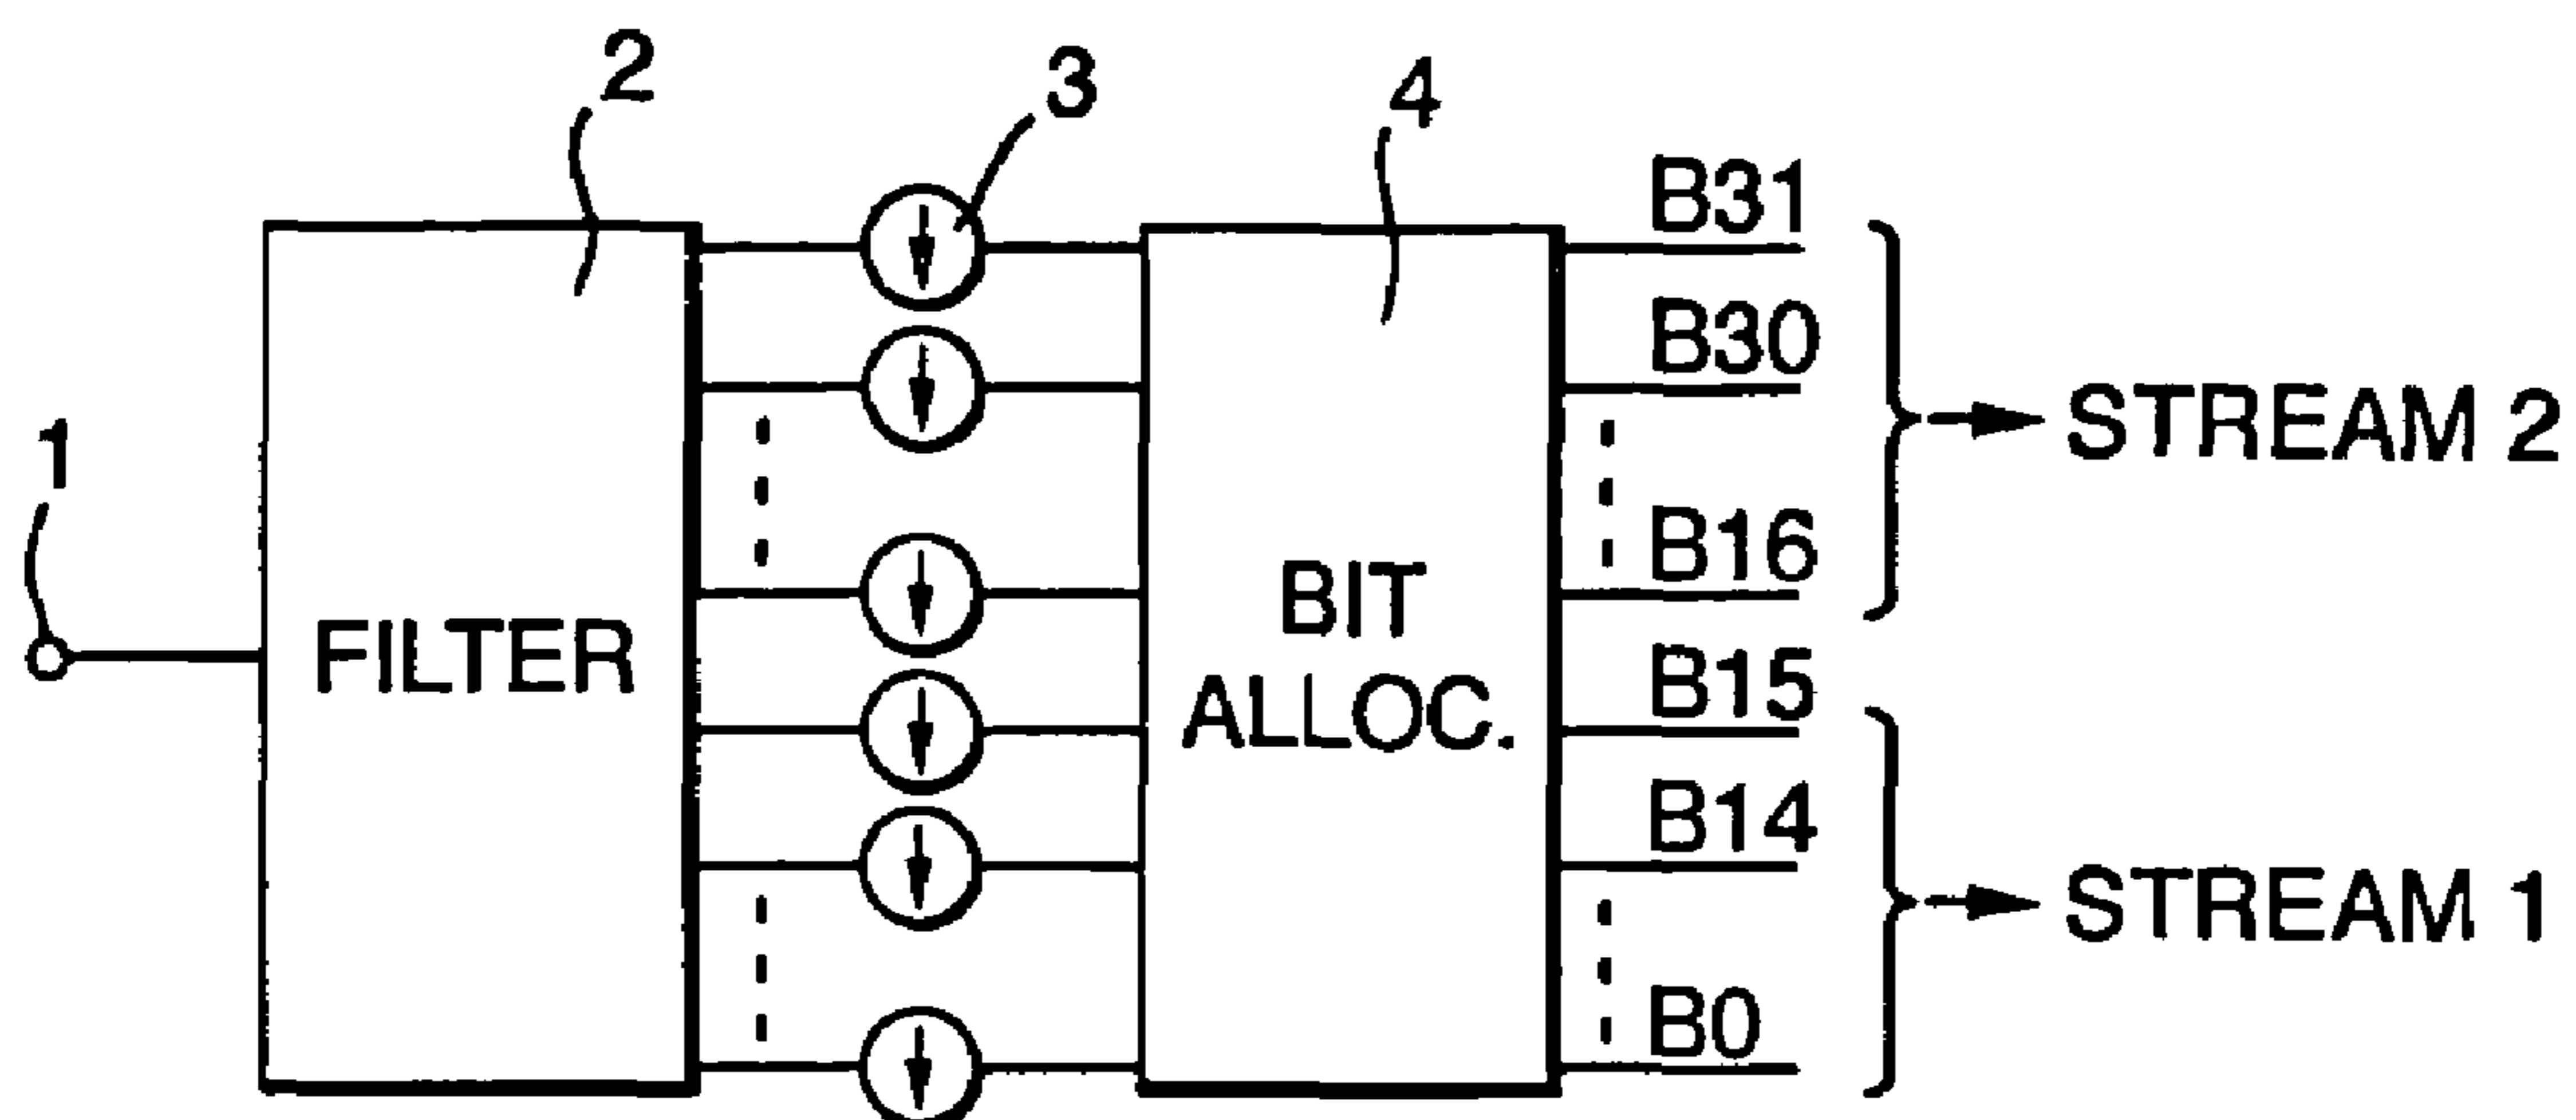 2
3
4
1
FILTER
BIT
ALLOC.
B31
B30
B16
B15
B14
B0
STREAM 2
STREAM 1